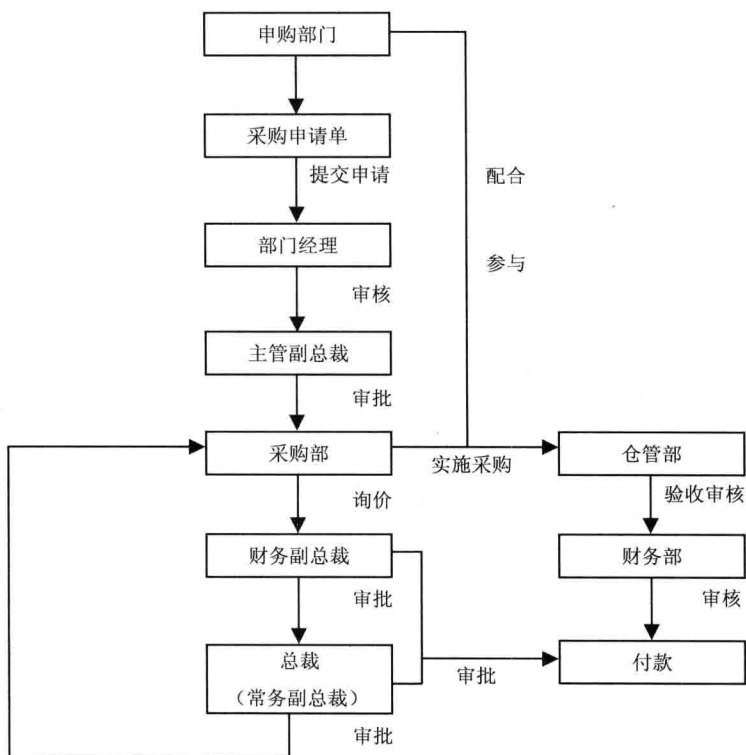 申购部门
采购申请单
提交申请
配合
部门经理
参与
审核
主管副总裁
审批
采购部
实施采购
仓管部
询价
验收审核
财务副总裁
财务部
审批
审核
总裁
(常务副总裁)
审批
付款
审批